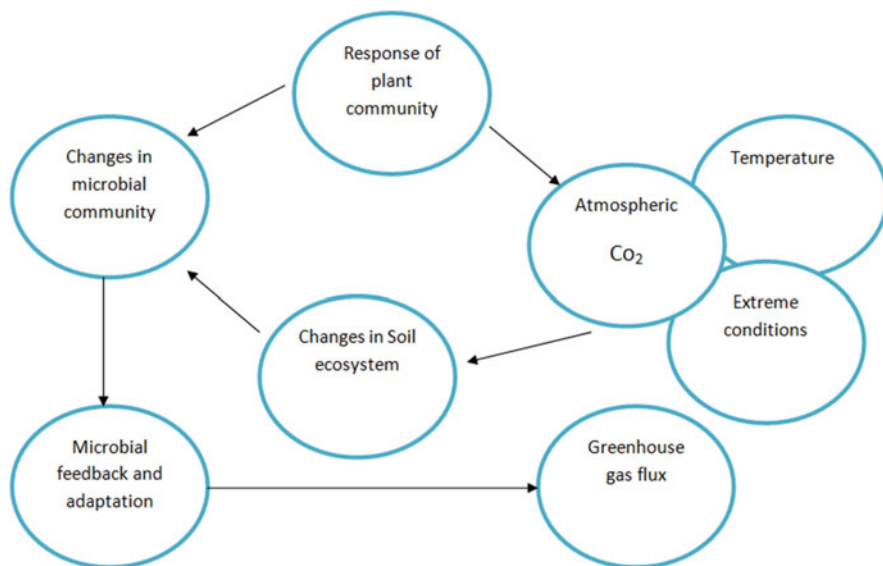 Response of
plant
community
Changes in
microbial
community
Temperature
Atmospheric
Co₂
Extreme
conditions
Changes in Soil
ecosystem
Microbial
feedback and
adaptation
Greenhouse
gas flux